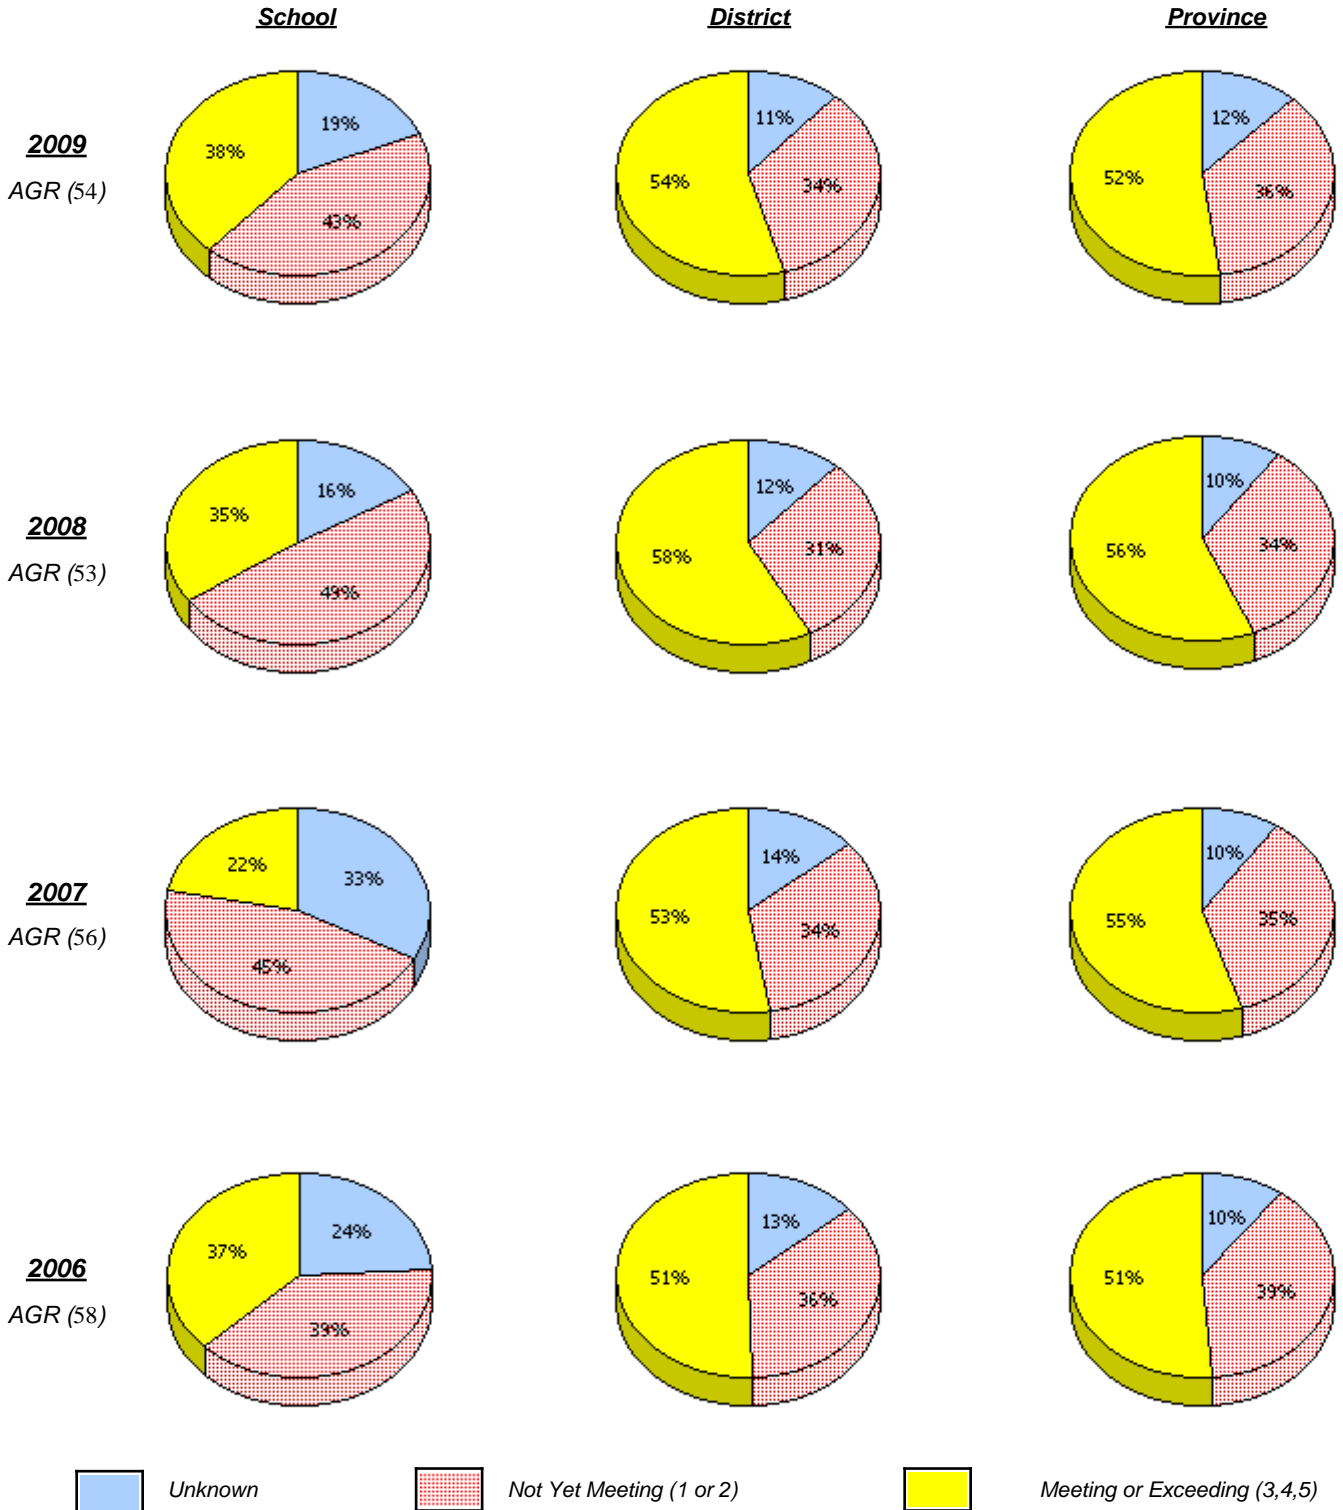 School District Province
2009
AGR (54)
38% 19% 43%
54% 11% 34%
52% 12% 36%
2008
AGR (53)
35% 16% 49%
58% 12% 31%
56% 10% 34%
2007
AGR (56)
22% 33% 45%
53% 14% 34%
55% 10% 35%
2006
AGR (58)
37% 24% 39%
51% 13% 36%
51% 10% 39%
Unknown Not Yet Meeting (1 or 2) Meeting or Exceeding (3,4,5)